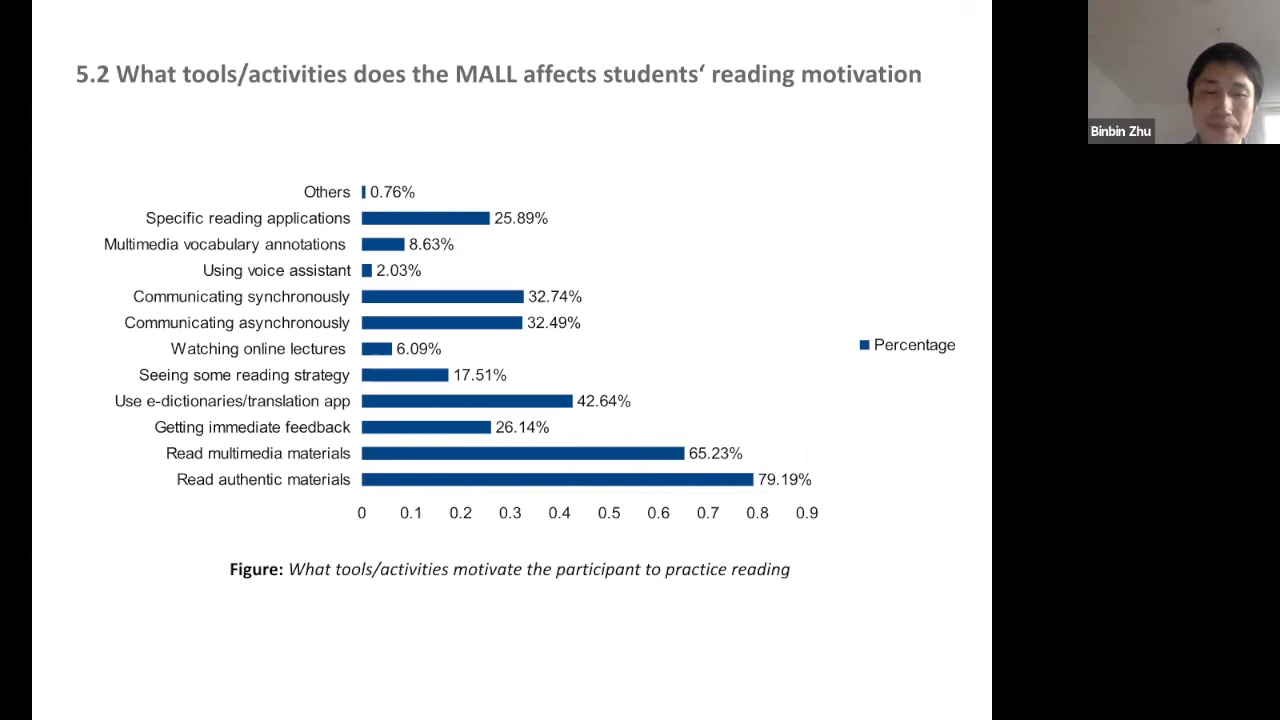 5.2 What tools/activities does the MALL affects students‘ reading motivation
Binbin Zhu
Others 0.76%
Specific reading applications 25.89%
Multimedia vocabulary annotations 8.63%
Using voice assistant 2.03%
Communicating synchronously 32.74%
Communicating asynchronously 32.49%
Watching online lectures 6.09%
Seeing some reading strategy 17.51%
Use e-dictionaries/translation app 42.64%
Getting immediate feedback 26.14%
Read multimedia materials 65.23%
Read authentic materials 79.19%
0 0.1 0.2 0.3 0.4 0.5 0.6 0.7 0.8 0.9
Percentage
Figure: What tools/activities motivate the participant to practice reading